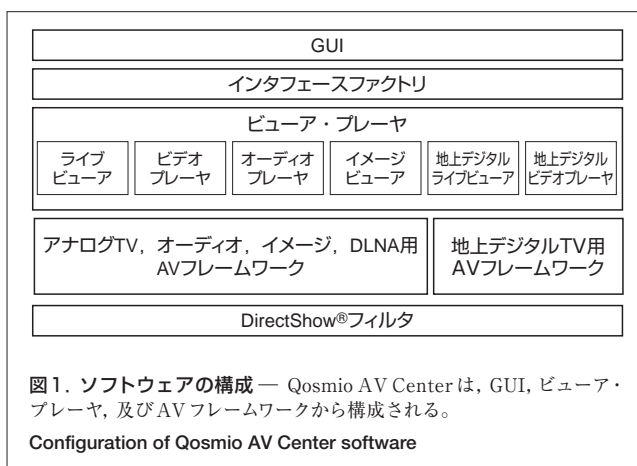 GUI
インタフェースファクトリ
ビューア・プレーヤ
ライブ
ビューア
ビデオ
プレーヤ
オーディオ
プレーヤ
イメージ
ビューア
地上デジタル
ライブビューア
地上デジタル
ビデオプレーヤ
アナログTV，オーディオ，イメージ，DLNA用
AVフレームワーク
地上デジタルTV用
AVフレームワーク
DirectShow®フィルタ
図1．ソフトウェアの構成 — Qosmio AV Centerは，GUI，ビューア・
プレーヤ，及びAVフレームワークから構成される。
Configuration of Qosmio AV Center software